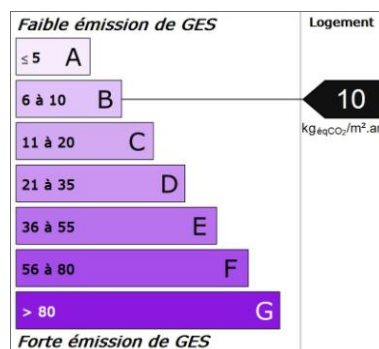 Faible émission de GES
Logement
≤ 5 A
6 à 10 B
10
kgéqCO2/m².an
11 à 20 C
21 à 35 D
36 à 55 E
56 à 80 F
> 80 G
Forte émission de GES